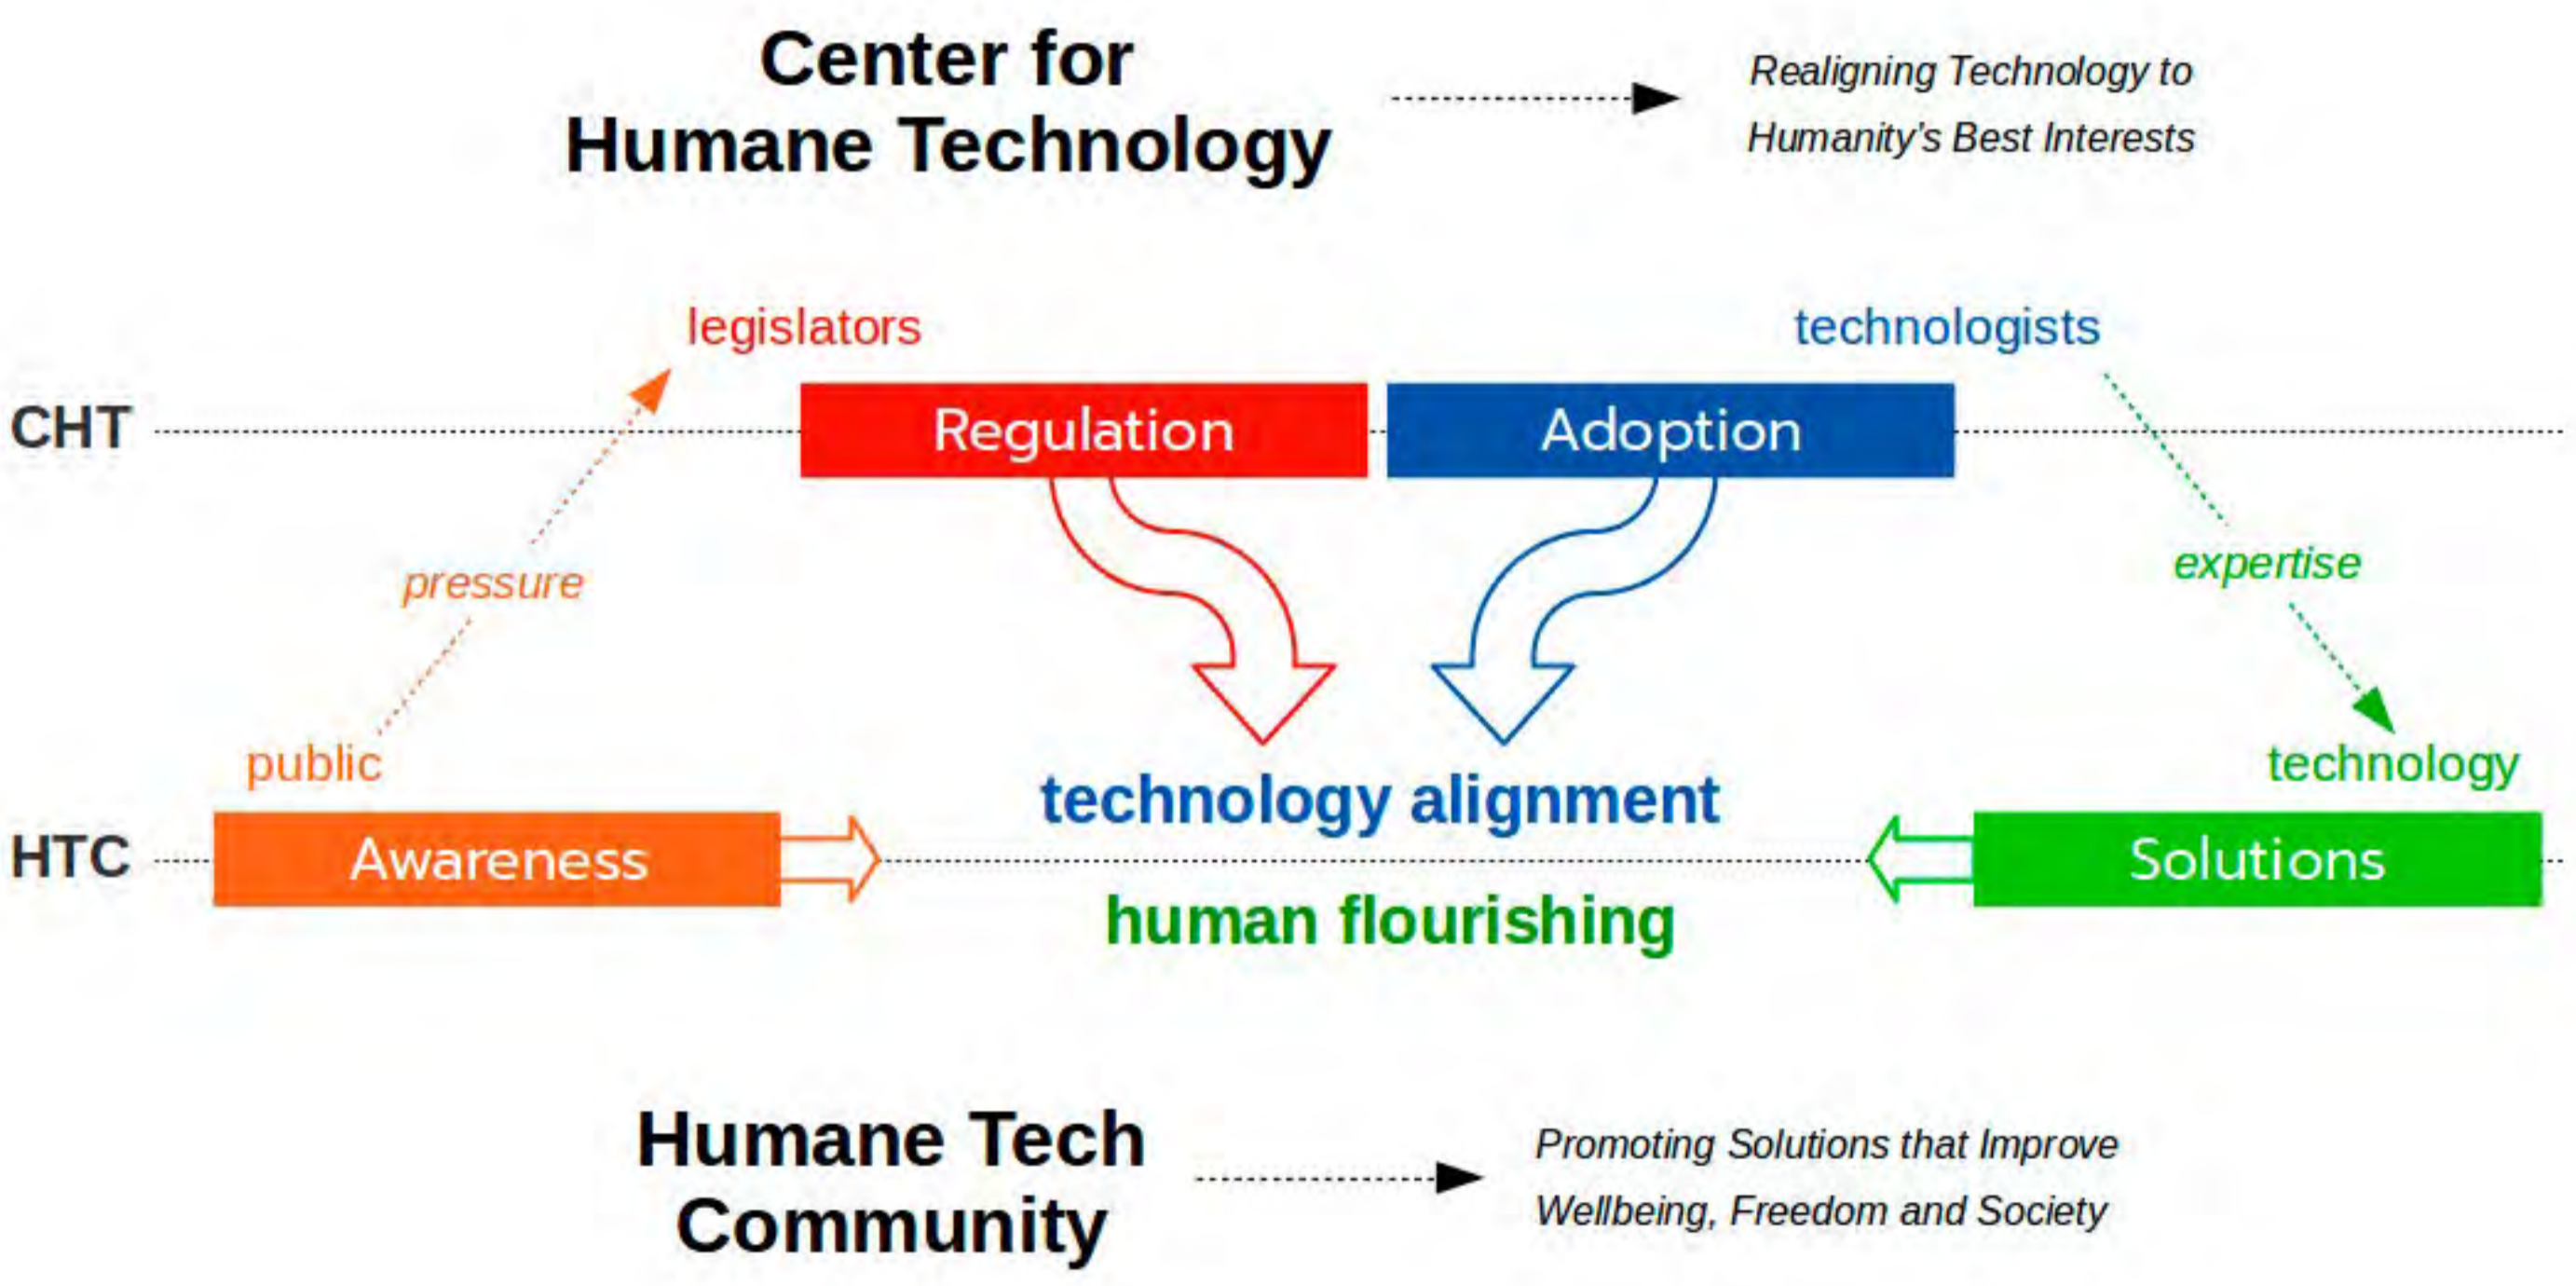 Center for
Humane Technology
Realigning Technology to
Humanity's Best Interests
legislators
technologists
CHT
Regulation
Adoption
pressure
expertise
public
technology
technology alignment
HTC
Awareness
Solutions
human flourishing
Humane Tech
Community
Promoting Solutions that Improve
Wellbeing, Freedom and Society